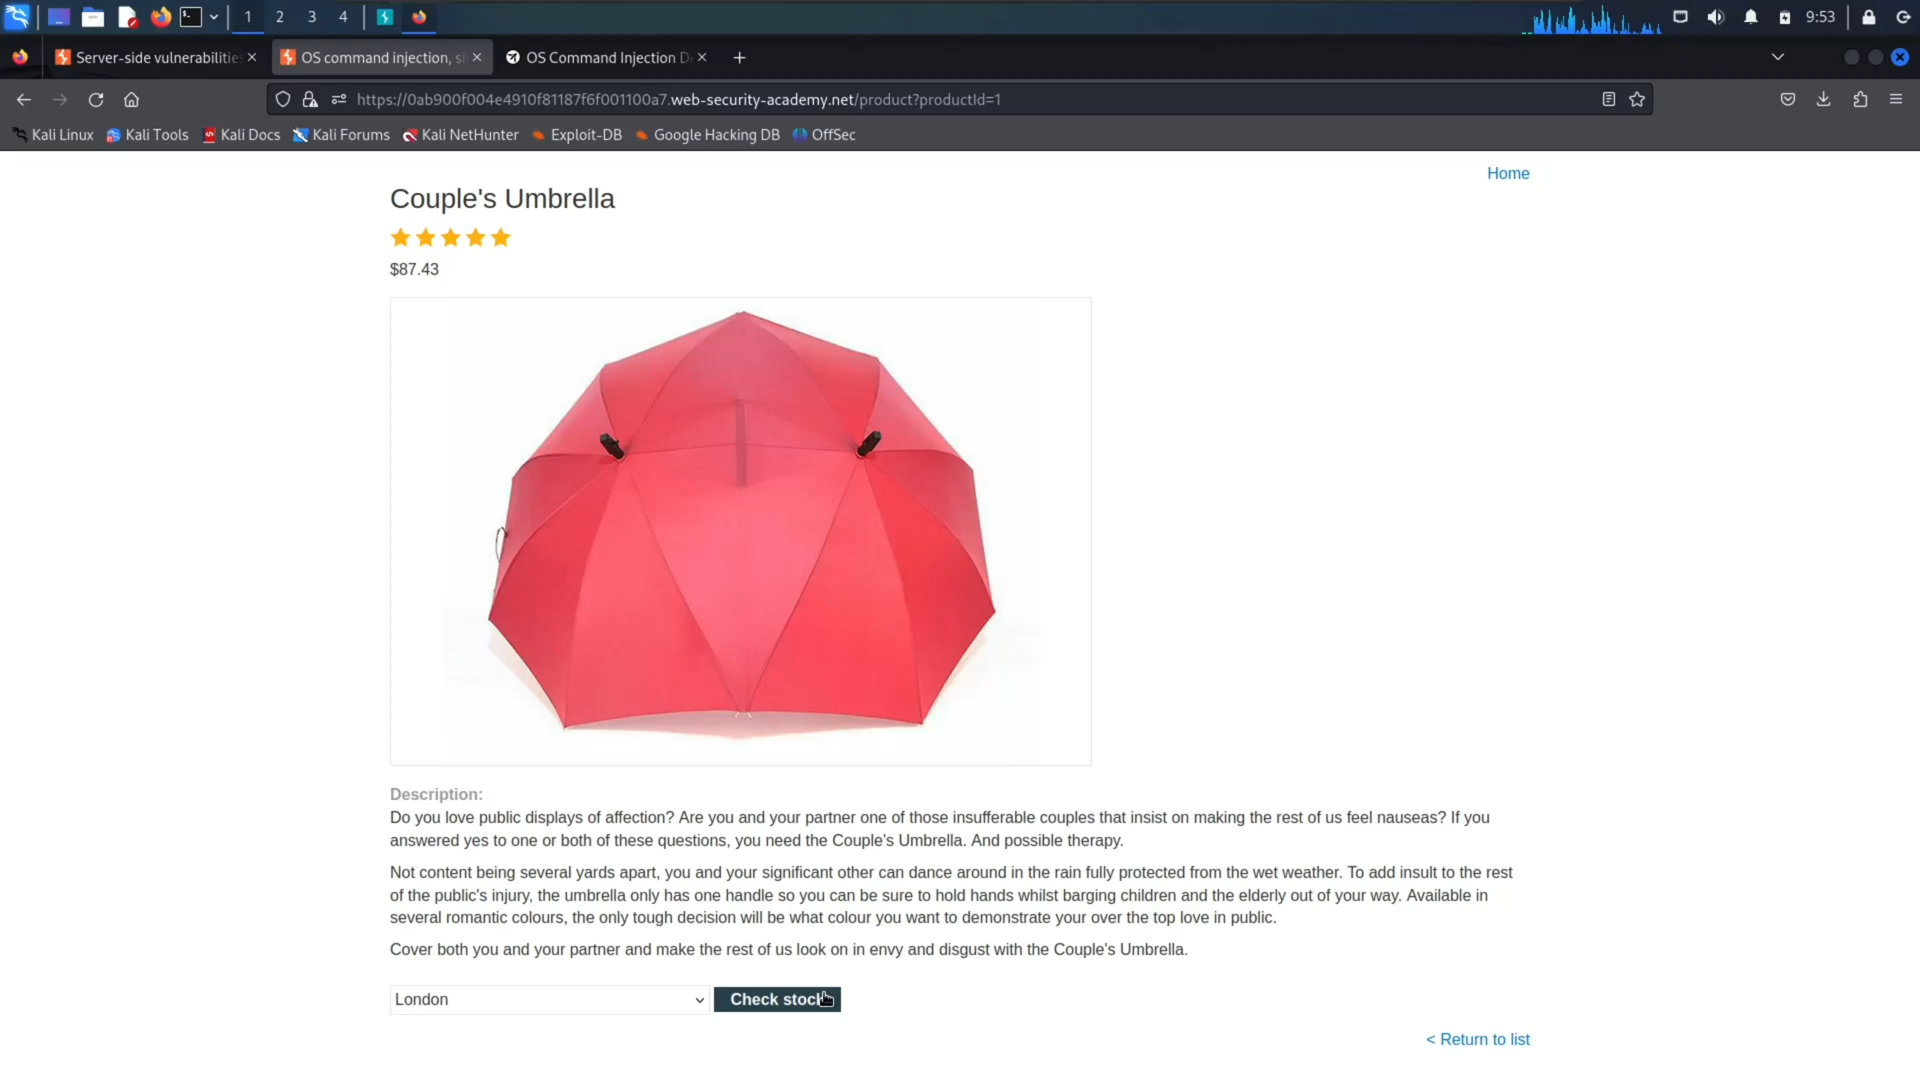 1 2 3 4 9:53
Server-side vulnerabilities OS command injection, si OS Command Injection D
https://0ab900f004e4910f81187f6f001100a7.web-security-academy.net/product?productId=1
Kali Linux Kali Tools Kali Docs Kali Forums Kali NetHunter Exploit-DB Google Hacking DB OffSec
Home
Couple's Umbrella
$87.43
Description:
Do you love public displays of affection? Are you and your partner one of those insufferable couples that insist on making the rest of us feel nauseas? If you
answered yes to one or both of these questions, you need the Couple's Umbrella. And possible therapy.
Not content being several yards apart, you and your significant other can dance around in the rain fully protected from the wet weather. To add insult to the rest
of the public's injury, the umbrella only has one handle so you can be sure to hold hands whilst barging children and the elderly out of your way. Available in
several romantic colours, the only tough decision will be what colour you want to demonstrate your over the top love in public.
Cover both you and your partner and make the rest of us look on in envy and disgust with the Couple's Umbrella.
London Check stock
< Return to list